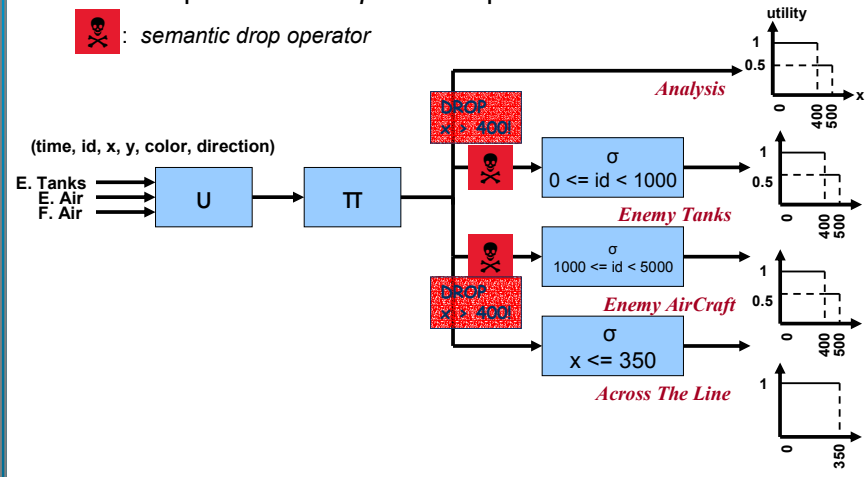 : semantic drop operator
utility
1
0.5
x
0
400
500
Analysis
DROP
x > 400!
(time, id, x, y, color, direction)
E. Tanks
E. Air
F. Air
U
π
σ
0 <= id < 1000
1
0.5
0
400
500
Enemy Tanks
σ
1000 <= id < 5000
1
0.5
0
400
500
Enemy AirCraft
DROP
x > 400!
σ
x <= 350
Across The Line
1
0
350